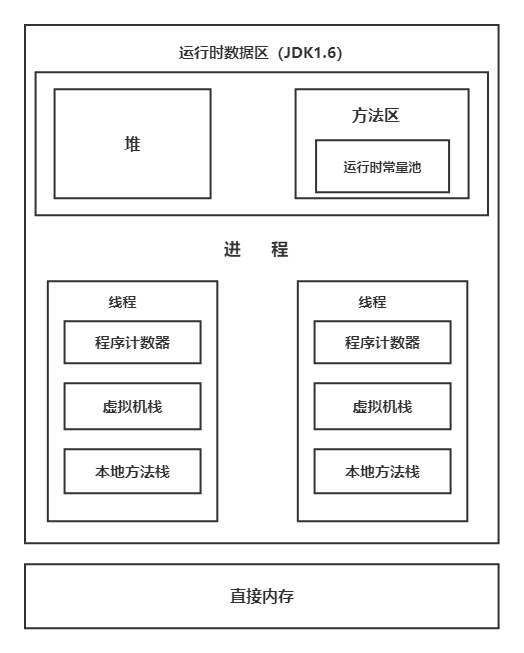 运行时数据区（JDK1.6）
堆
方法区
运行时常量池
进 程
线程
程序计数器
虚拟机栈
本地方法栈
线程
程序计数器
虚拟机栈
本地方法栈
直接内存